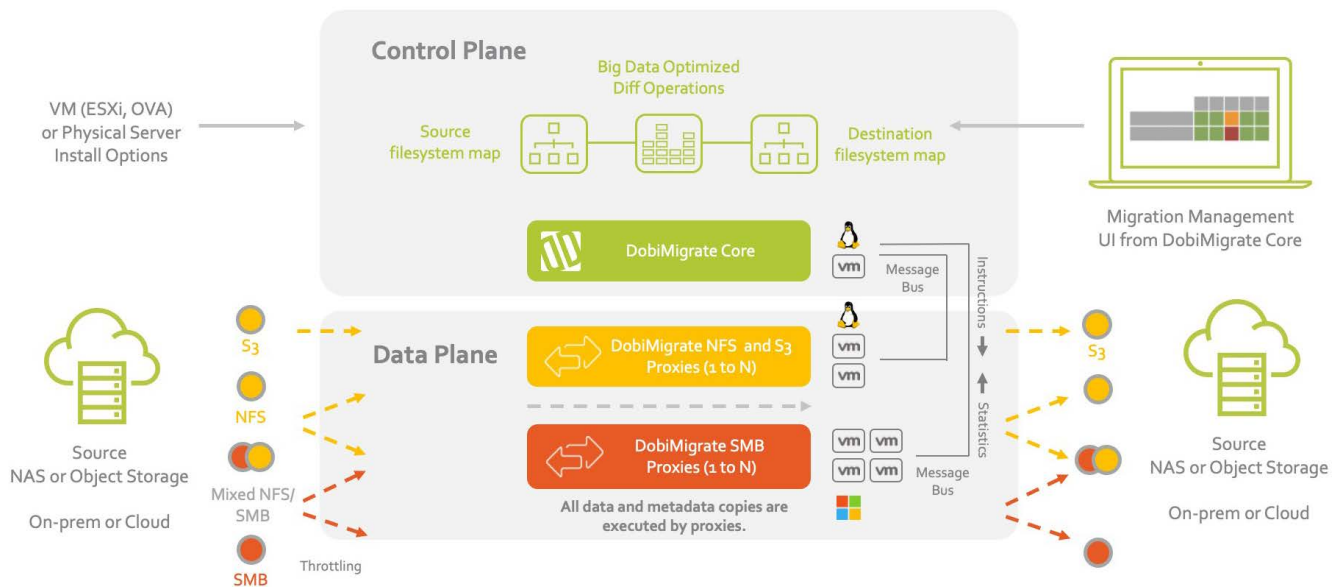 Control Plane
Big Data Optimized
Diff Operations
VM (ESXi, OVA)
or Physical Server
Install Options
Source
filesystem map
Destination
filesystem map
Migration Management
UI from DobiMigrate Core
DobiMigrate Core
vm
Message
Bus
Instructions
Statistics
Data Plane
DobiMigrate NFS and S3
Proxies (1 to N)
vm
vm
DobiMigrate SMB
Proxies (1 to N)
vm vm
vm vm
Message
Bus
All data and metadata copies are
executed by proxies.
S3
NFS
Mixed NFS/
SMB
SMB
Throttling
Source
NAS or Object Storage
On-prem or Cloud
S3
Source
NAS or Object Storage
On-prem or Cloud